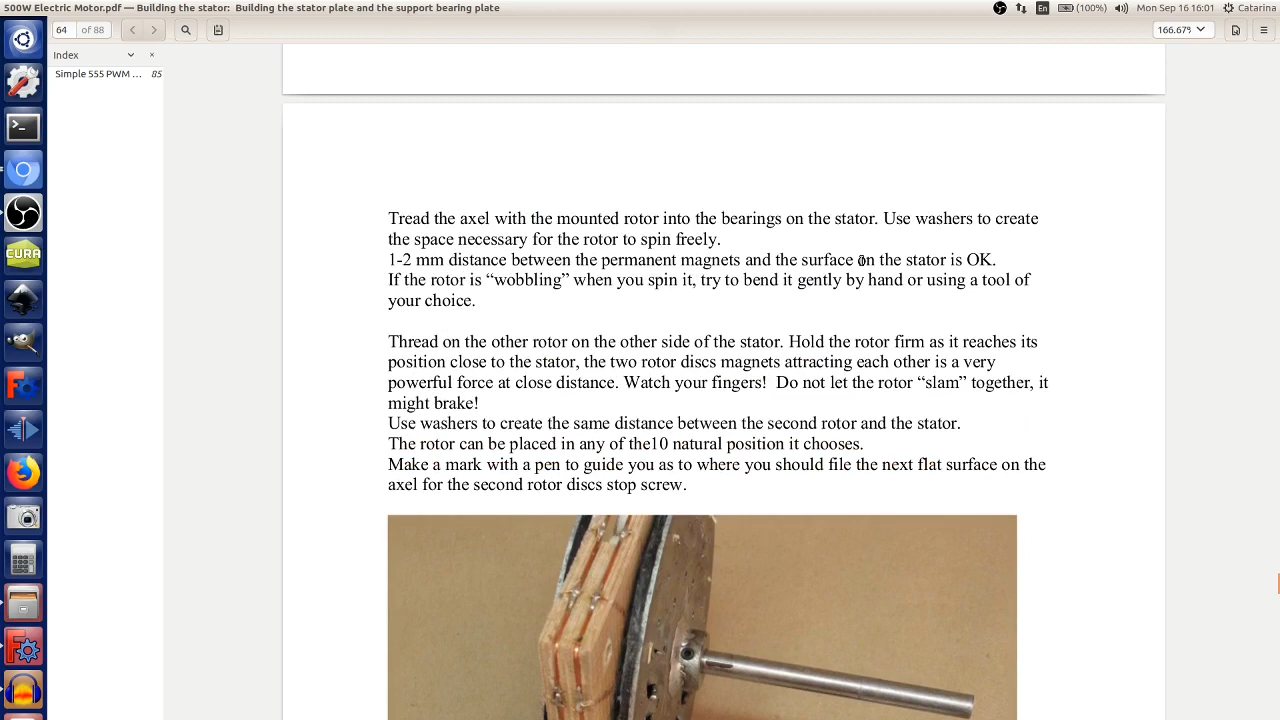 500W Electric Motor.pdf — Building the stator: Building the stator plate and the support bearing plate
En (100%) Mon Sep 16 16:01 Catarina
64 of 88 166.67%
Index
Simple 555 PWM ... 85
Tread the axel with the mounted rotor into the bearings on the stator. Use washers to create
the space necessary for the rotor to spin freely.
1-2 mm distance between the permanent magnets and the surface on the stator is OK.
If the rotor is “wobbling” when you spin it, try to bend it gently by hand or using a tool of
your choice.
Thread on the other rotor on the other side of the stator. Hold the rotor firm as it reaches its
position close to the stator, the two rotor discs magnets attracting each other is a very
powerful force at close distance. Watch your fingers! Do not let the rotor “slam” together, it
might brake!
Use washers to create the same distance between the second rotor and the stator.
The rotor can be placed in any of the10 natural position it chooses.
Make a mark with a pen to guide you as to where you should file the next flat surface on the
axel for the second rotor discs stop screw.
CURA